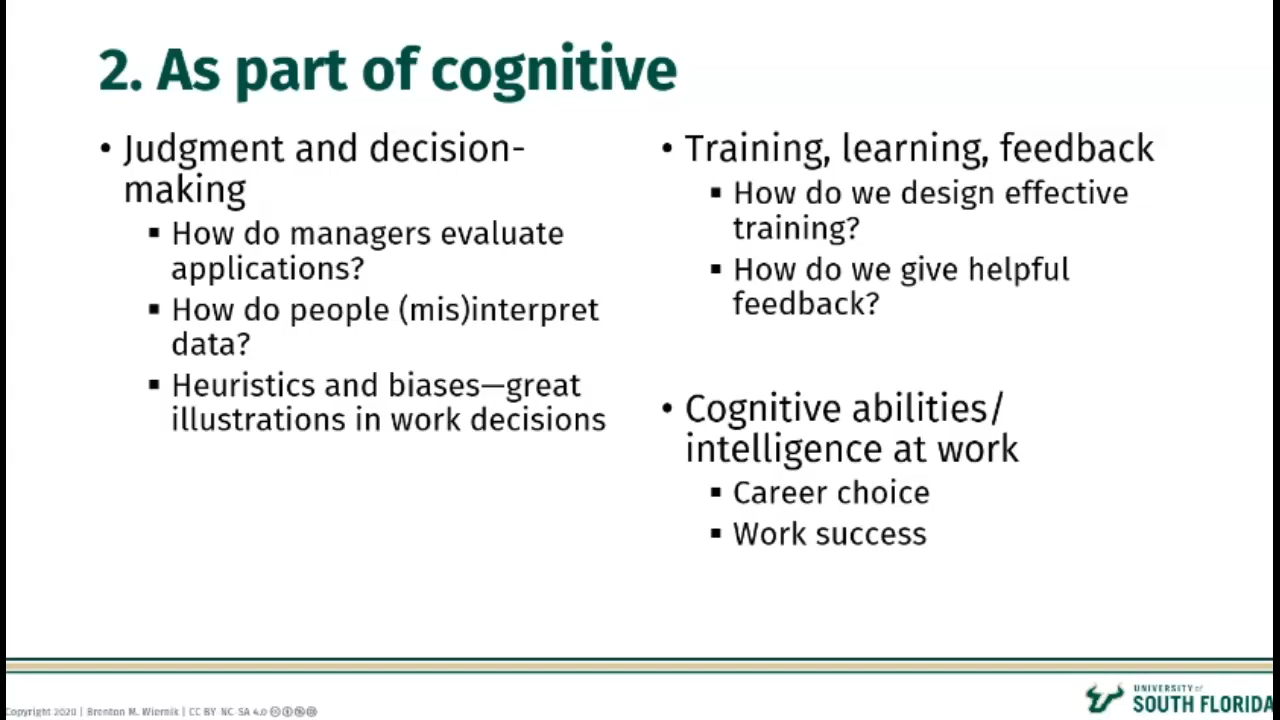 2. As part of cognitive
• Judgment and decision-
making
▪ How do managers evaluate
applications?
▪ How do people (mis)interpret
data?
▪ Heuristics and biases—great
illustrations in work decisions
• Training, learning, feedback
▪ How do we design effective
training?
▪ How do we give helpful
feedback?
• Cognitive abilities/
intelligence at work
▪ Career choice
▪ Work success
Copyright 2020 | Brenton M. Wiernik | CC BY-NC-SA 4.0
UNIVERSITY of
SOUTH FLORIDA